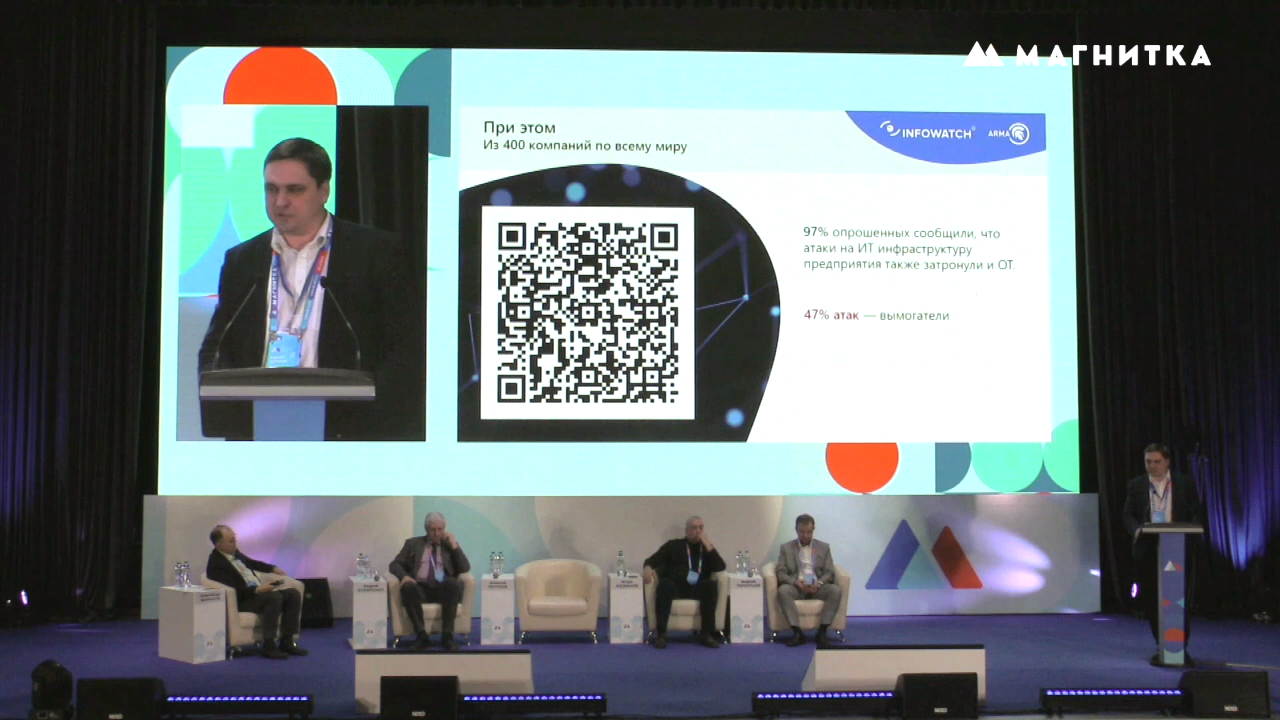 МАГНИТКА
При этом
Из 400 компаний по всему миру
INFOWATCH
ARMA
97% опрошенных сообщили, что
атаки на ИТ инфраструктуру
предприятия также затронули и ОТ.
47% атак — вымогатели
МАГНИТКА